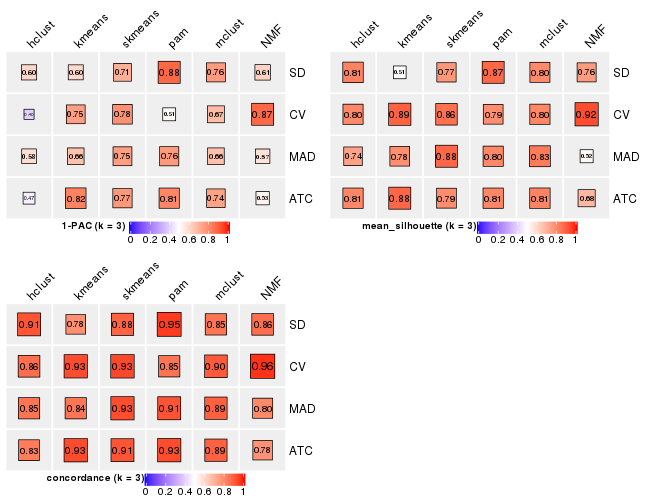 hclust kmeans skmeans pam mclust NMF
0.60 0.60 0.71 0.88 0.76 0.61 SD
0.75 0.78 0.51 0.67 0.87 CV
0.58 0.66 0.75 0.76 0.66 0.57 MAD
0.47 0.82 0.77 0.81 0.74 0.53 ATC
1-PAC (k = 3)
0 0.2 0.4 0.6 0.8 1
hclust kmeans skmeans pam mclust NMF
0.81 0.51 0.77 0.87 0.80 0.76 SD
0.80 0.89 0.86 0.79 0.80 0.92 CV
0.74 0.78 0.88 0.80 0.83 0.52 MAD
0.81 0.88 0.79 0.81 0.81 0.68 ATC
mean_silhouette (k = 3)
0 0.2 0.4 0.6 0.8 1
hclust kmeans skmeans pam mclust NMF
0.91 0.78 0.88 0.95 0.85 0.86 SD
0.86 0.93 0.93 0.85 0.90 0.96 CV
0.85 0.84 0.93 0.91 0.89 0.80 MAD
0.83 0.93 0.91 0.93 0.89 0.78 ATC
concordance (k = 3)
0 0.2 0.4 0.6 0.8 1